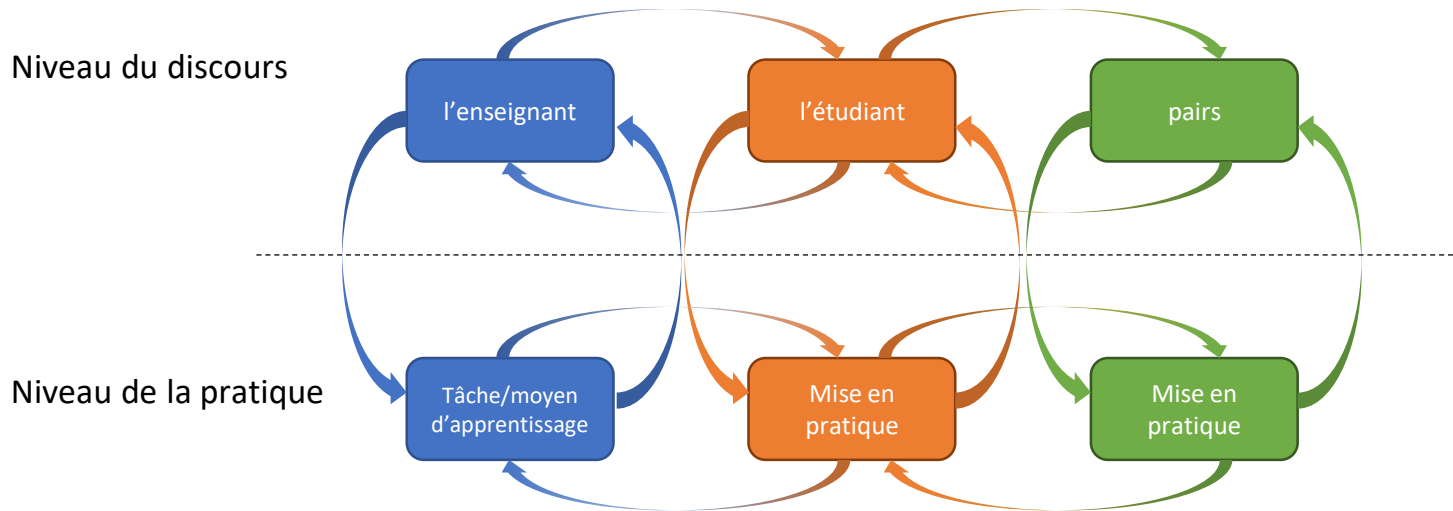 Niveau du discours
l’enseignant
l’étudiant
pairs
Niveau de la pratique
Tâche/moyen
d’apprentissage
Mise en
pratique
Mise en
pratique